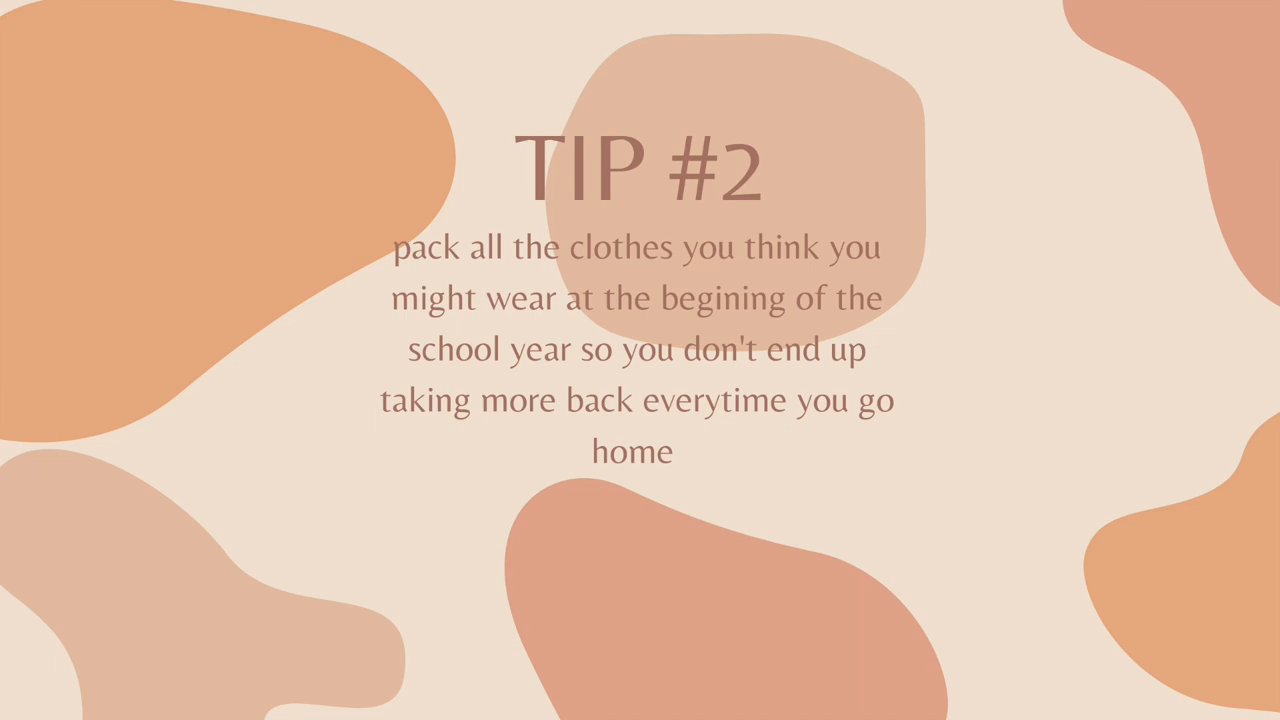 TIP #2
pack all the clothes you think you
might wear at the begining of the
school year so you don't end up
taking more back everytime you go
home